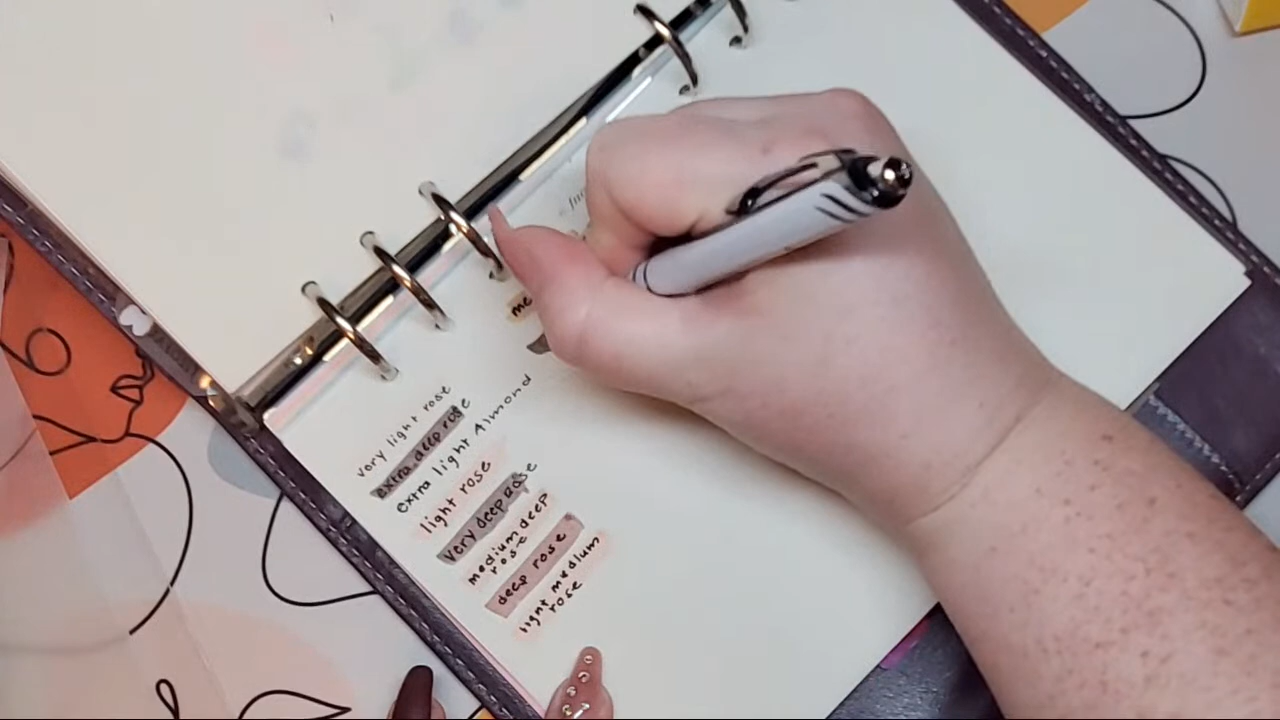 me
very light rose
extra deep rose
extra light Almond
light rose
very deep rose
medium deep
rose
deep rose
light medium
rose